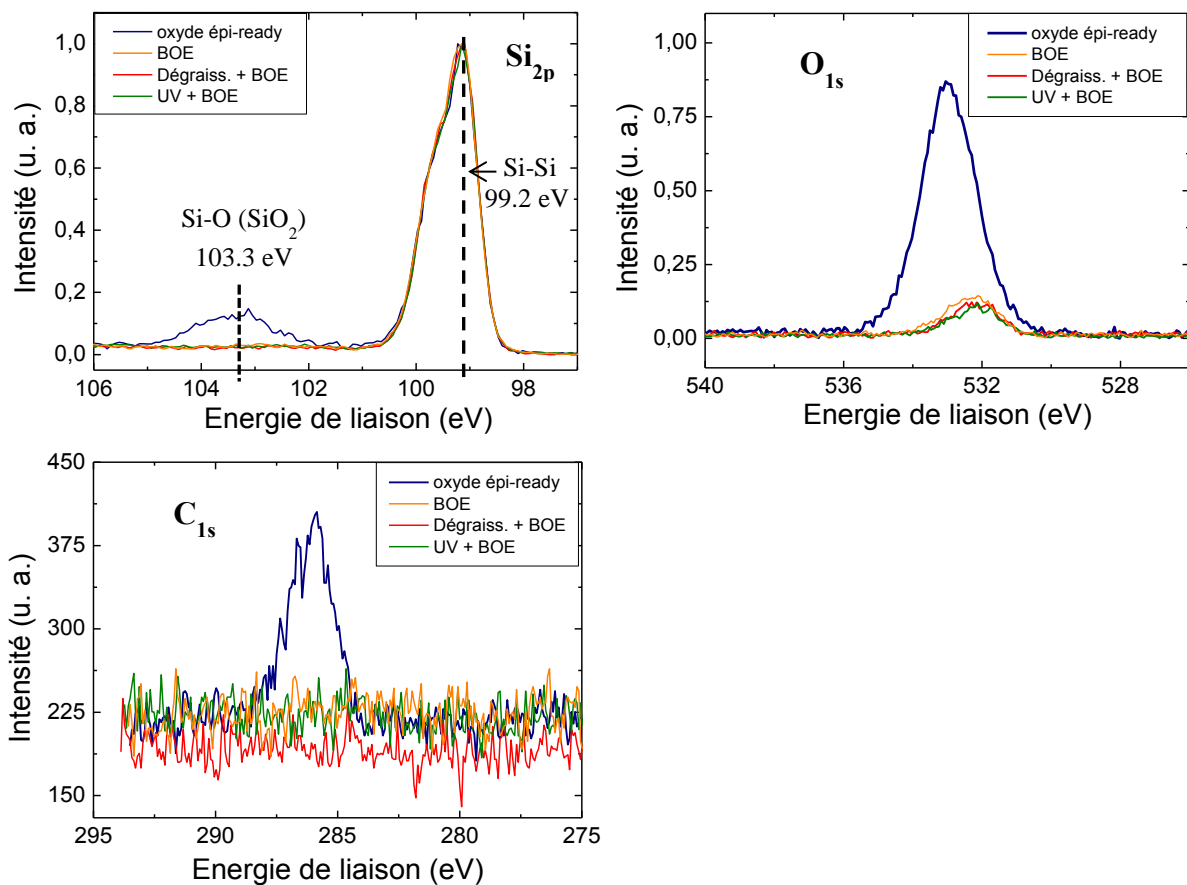 oxyde épi-ready
BOE
Dégraiss. + BOE
UV + BOE
Si2p
Si-Si
99.2 eV
Si-O (SiO2)
103.3 eV
1,0
0,8
0,6
0,4
0,2
0,0
106 104 102 100 98
Intensité (u. a.)
Energie de liaison (eV)
O1s
oxyde épi-ready
BOE
Dégraiss. + BOE
UV + BOE
1,00
0,75
0,50
0,25
0,00
540 536 532 528
Intensité (u. a.)
Energie de liaison (eV)
C1s
oxyde épi-ready
BOE
Dégraiss. + BOE
UV + BOE
450
375
300
225
150
295 290 285 280 275
Intensité (u. a.)
Energie de liaison (eV)